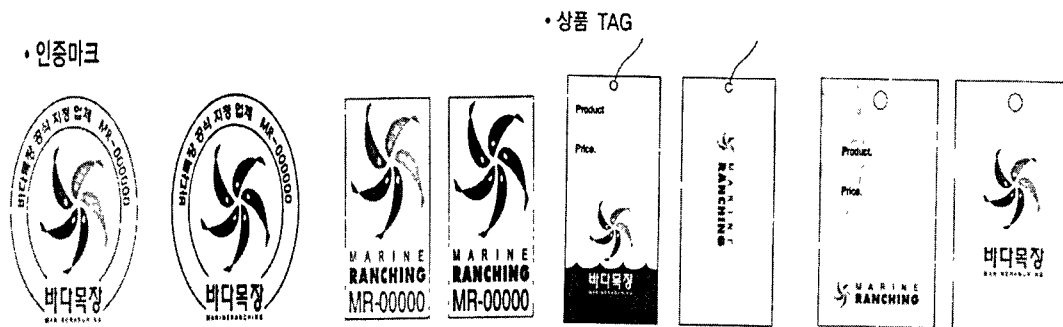 • 인증마크
바다목장 공식 지정 업체 MR-000000
바다목장
MARINERANCHING
바다목장 공식 지정 업체 MR-000000
바다목장
MARINERANCHING
MARINE
RANCHING
MR-00000
MARINE
RANCHING
MR-00000
• 상품 TAG
Product
Price.
바다목장
MARINE
RANCHING
Product.
Price.
MARINE
RANCHING
바다목장